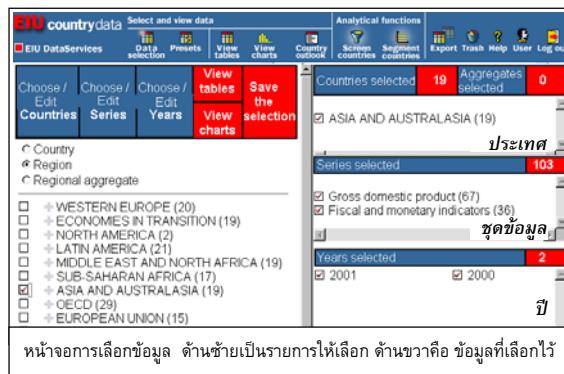 EIU countrydata Select and view data Analytical functions
EIU DataServices Data selection Presets View tables View charts Country outlook Screen countries Segment countries Export Trash Help User Log ou
Choose / Edit Countries
Choose / Edit Series
Choose / Edit Years
View tables
View charts
Save the selection
Country
Region
Regional aggregate
WESTERN EUROPE (20)
ECONOMIES IN TRANSITION (19)
NORTH AMERICA (2)
LATIN AMERICA (21)
MIDDLE EAST AND NORTH AFRICA (19)
SUB-SAHARAN AFRICA (17)
ASIA AND AUSTRALASIA (19)
OECD (29)
EUROPEAN UNION (15)
Countries selected 19 Aggregates selected 0
ASIA AND AUSTRALASIA (19)
ประเทศ
Series selected 103
Gross domestic product (67)
Fiscal and monetary indicators (36)
ชุดข้อมูล
Years selected 2
2001 2000
ปี
หน้าจอการเลือกข้อมูล ด้านซ้ายเป็นรายการให้เลือก ด้านขวาคือ ข้อมูลที่เลือกไว้